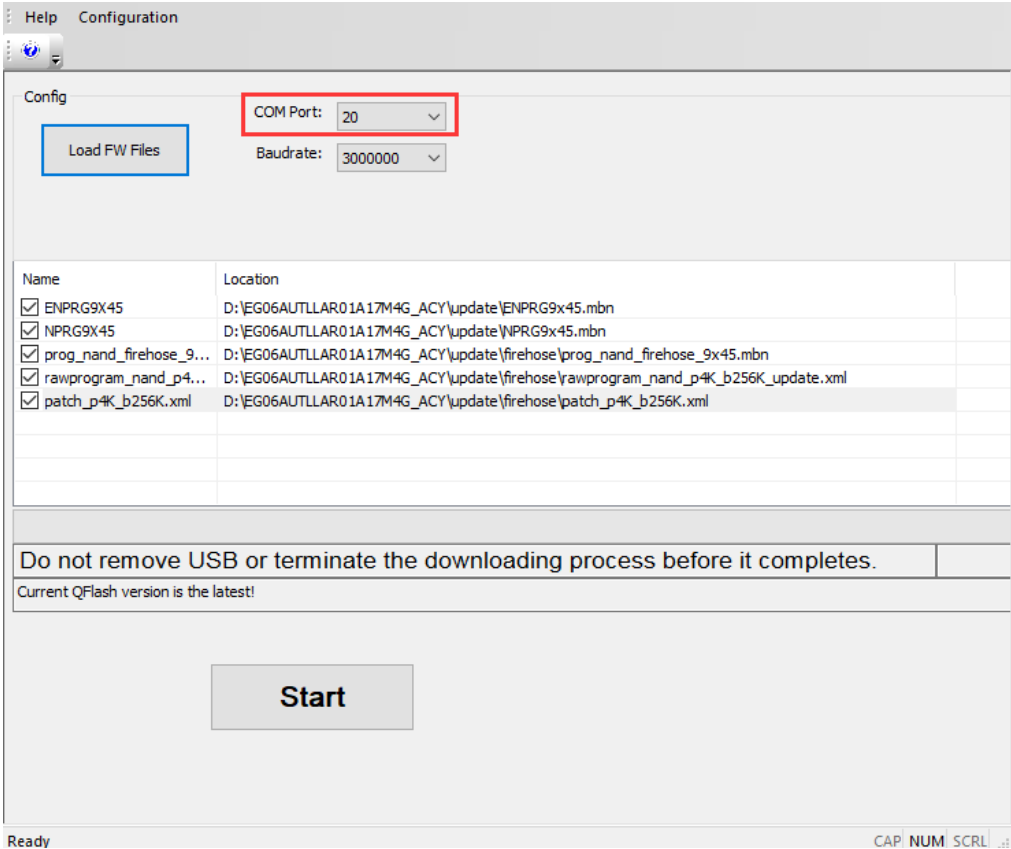 Help Configuration
Config
COM Port: 20
Load FW Files
Baudrate: 3000000
Name Location
ENPRG9X45 D:\EG06AUTLLAR01A17M4G_ACY\update\ENPRG9x45.mbn
NPRG9X45 D:\EG06AUTLLAR01A17M4G_ACY\update\NPRG9x45.mbn
prog_nand_firehose_9... D:\EG06AUTLLAR01A17M4G_ACY\update\firehose\prog_nand_firehose_9x45.mbn
rawprogram_nand_p4... D:\EG06AUTLLAR01A17M4G_ACY\update\firehose\rawprogram_nand_p4K_b256K_update.xml
patch_p4K_b256K.xml D:\EG06AUTLLAR01A17M4G_ACY\update\firehose\patch_p4K_b256K.xml
Do not remove USB or terminate the downloading process before it completes.
Current QFlash version is the latest!
Start
Ready CAP NUM SCRL